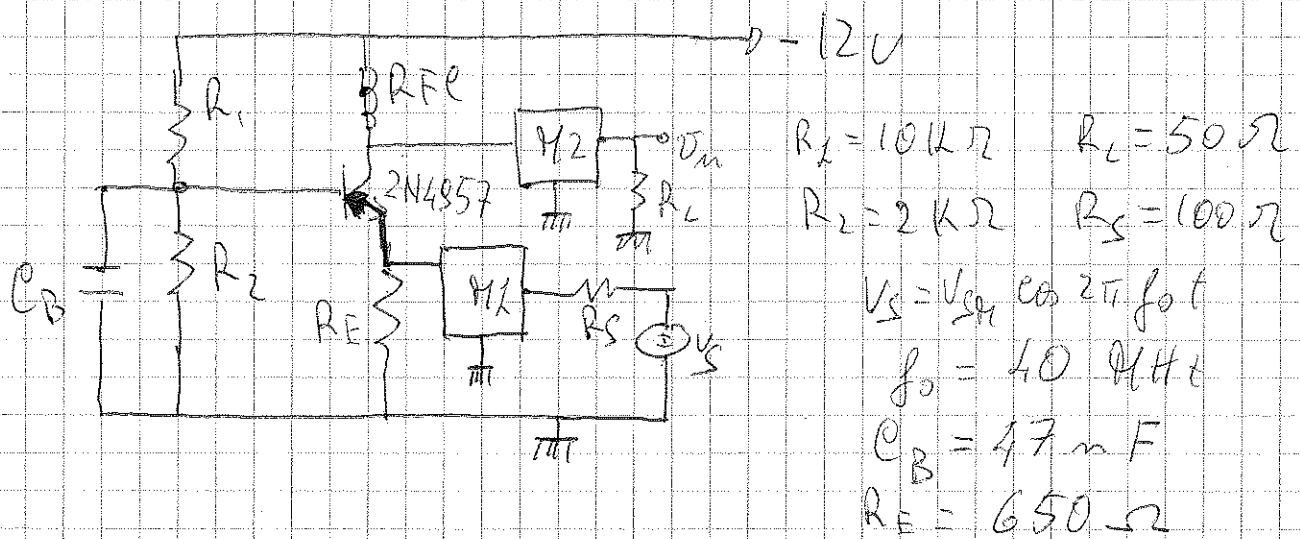 -12V
R1
RFC
M2
vu
2N4957
RL
R2
CB
RE
M1
RS
vS
R1 = 10 KΩ RL = 50 Ω
R2 = 2 KΩ RS = 100 Ω
VS = VSM cos 2π f0 t
f0 = 40 MHz
CB = 47 nF
RE = 650 Ω